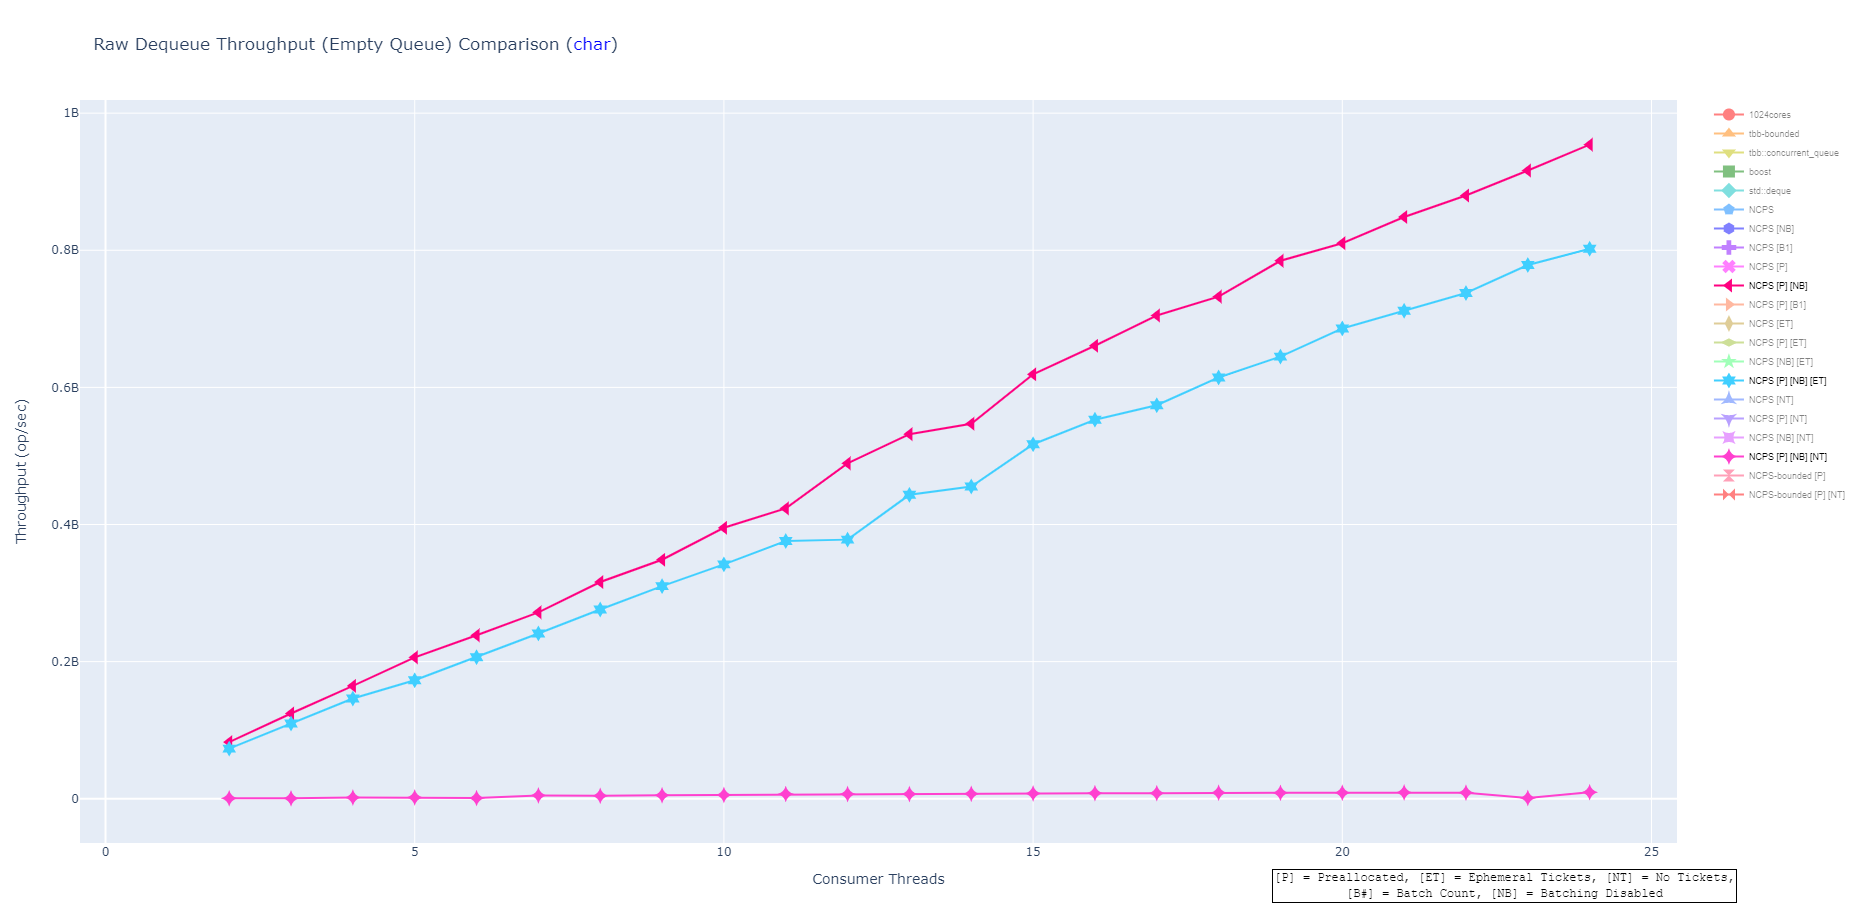 Raw Dequeue Throughput (Empty Queue) Comparison (char)
Throughput (op/sec)
1B
0.8B
0.6B
0.4B
0.2B
0
0
5
10
15
20
25
Consumer Threads
1024cores
tbb-bounded
tbb::concurrent_queue
boost
std::deque
NCPS
NCPS [NB]
NCPS [B1]
NCPS [P]
NCPS [P] [NB]
NCPS [P] [B1]
NCPS [ET]
NCPS [P] [ET]
NCPS [NB] [ET]
NCPS [P] [NB] [ET]
NCPS [NT]
NCPS [P] [NT]
NCPS [NB] [NT]
NCPS [P] [NB] [NT]
NCPS-bounded [P]
NCPS-bounded [P] [NT]
[P] = Preallocated, [ET] = Ephemeral Tickets, [NT] = No Tickets,
[B#] = Batch Count, [NB] = Batching Disabled